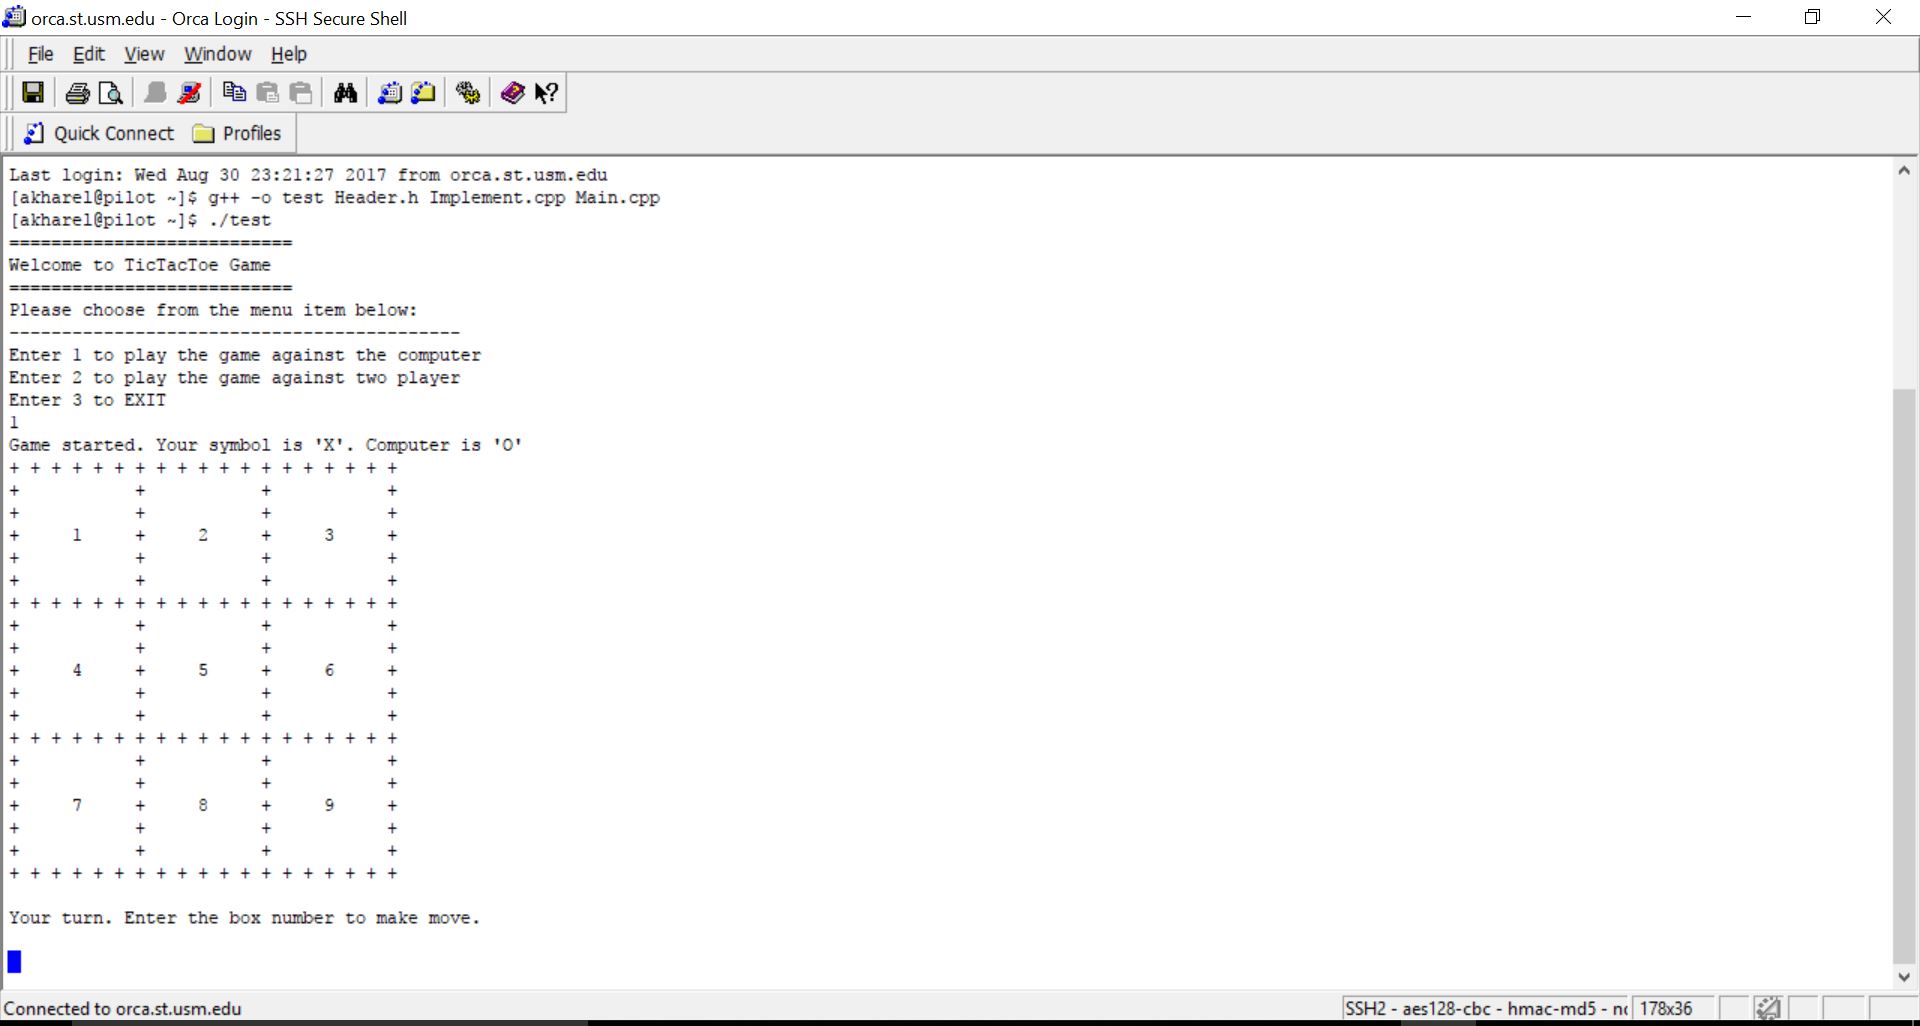 orca.st.usm.edu - Orca Login - SSH Secure Shell
File Edit View Window Help
Quick Connect Profiles
Last login: Wed Aug 30 23:21:27 2017 from orca.st.usm.edu
[akharel@pilot ~]$ g++ -o test Header.h Implement.cpp Main.cpp
[akharel@pilot ~]$ ./test
===========================
Welcome to TicTacToe Game
===========================
Please choose from the menu item below:
-------------------------------------------
Enter 1 to play the game against the computer
Enter 2 to play the game against two player
Enter 3 to EXIT
1
Game started. Your symbol is 'X'. Computer is 'O'
+ + + + + + + + + + + + + + + + + + +
+ + + +
+ + + +
+ 1 + 2 + 3 +
+ + + +
+ + + +
+ + + + + + + + + + + + + + + + + + +
+ + + +
+ + + +
+ 4 + 5 + 6 +
+ + + +
+ + + +
+ + + + + + + + + + + + + + + + + + +
+ + + +
+ + + +
+ 7 + 8 + 9 +
+ + + +
+ + + +
+ + + + + + + + + + + + + + + + + + +
Your turn. Enter the box number to make move.
Connected to orca.st.usm.edu SSH2 - aes128-cbc - hmac-md5 - 178x36